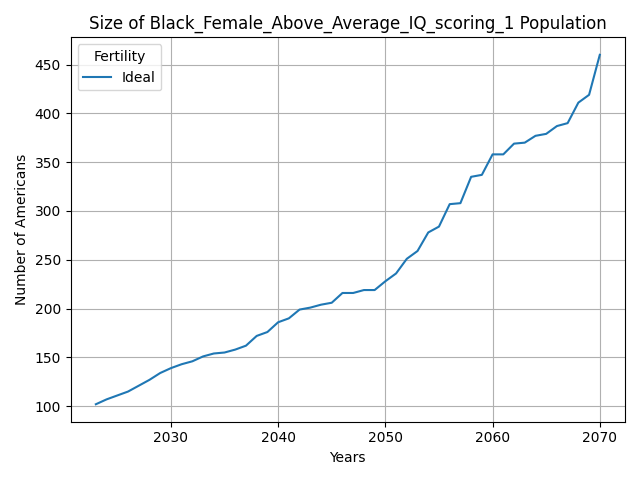 Size of Black_Female_Above_Average_IQ_scoring_1 Population
Fertility
Ideal
Number of Americans
450
400
350
300
250
200
150
100
2030 2040 2050 2060 2070
Years